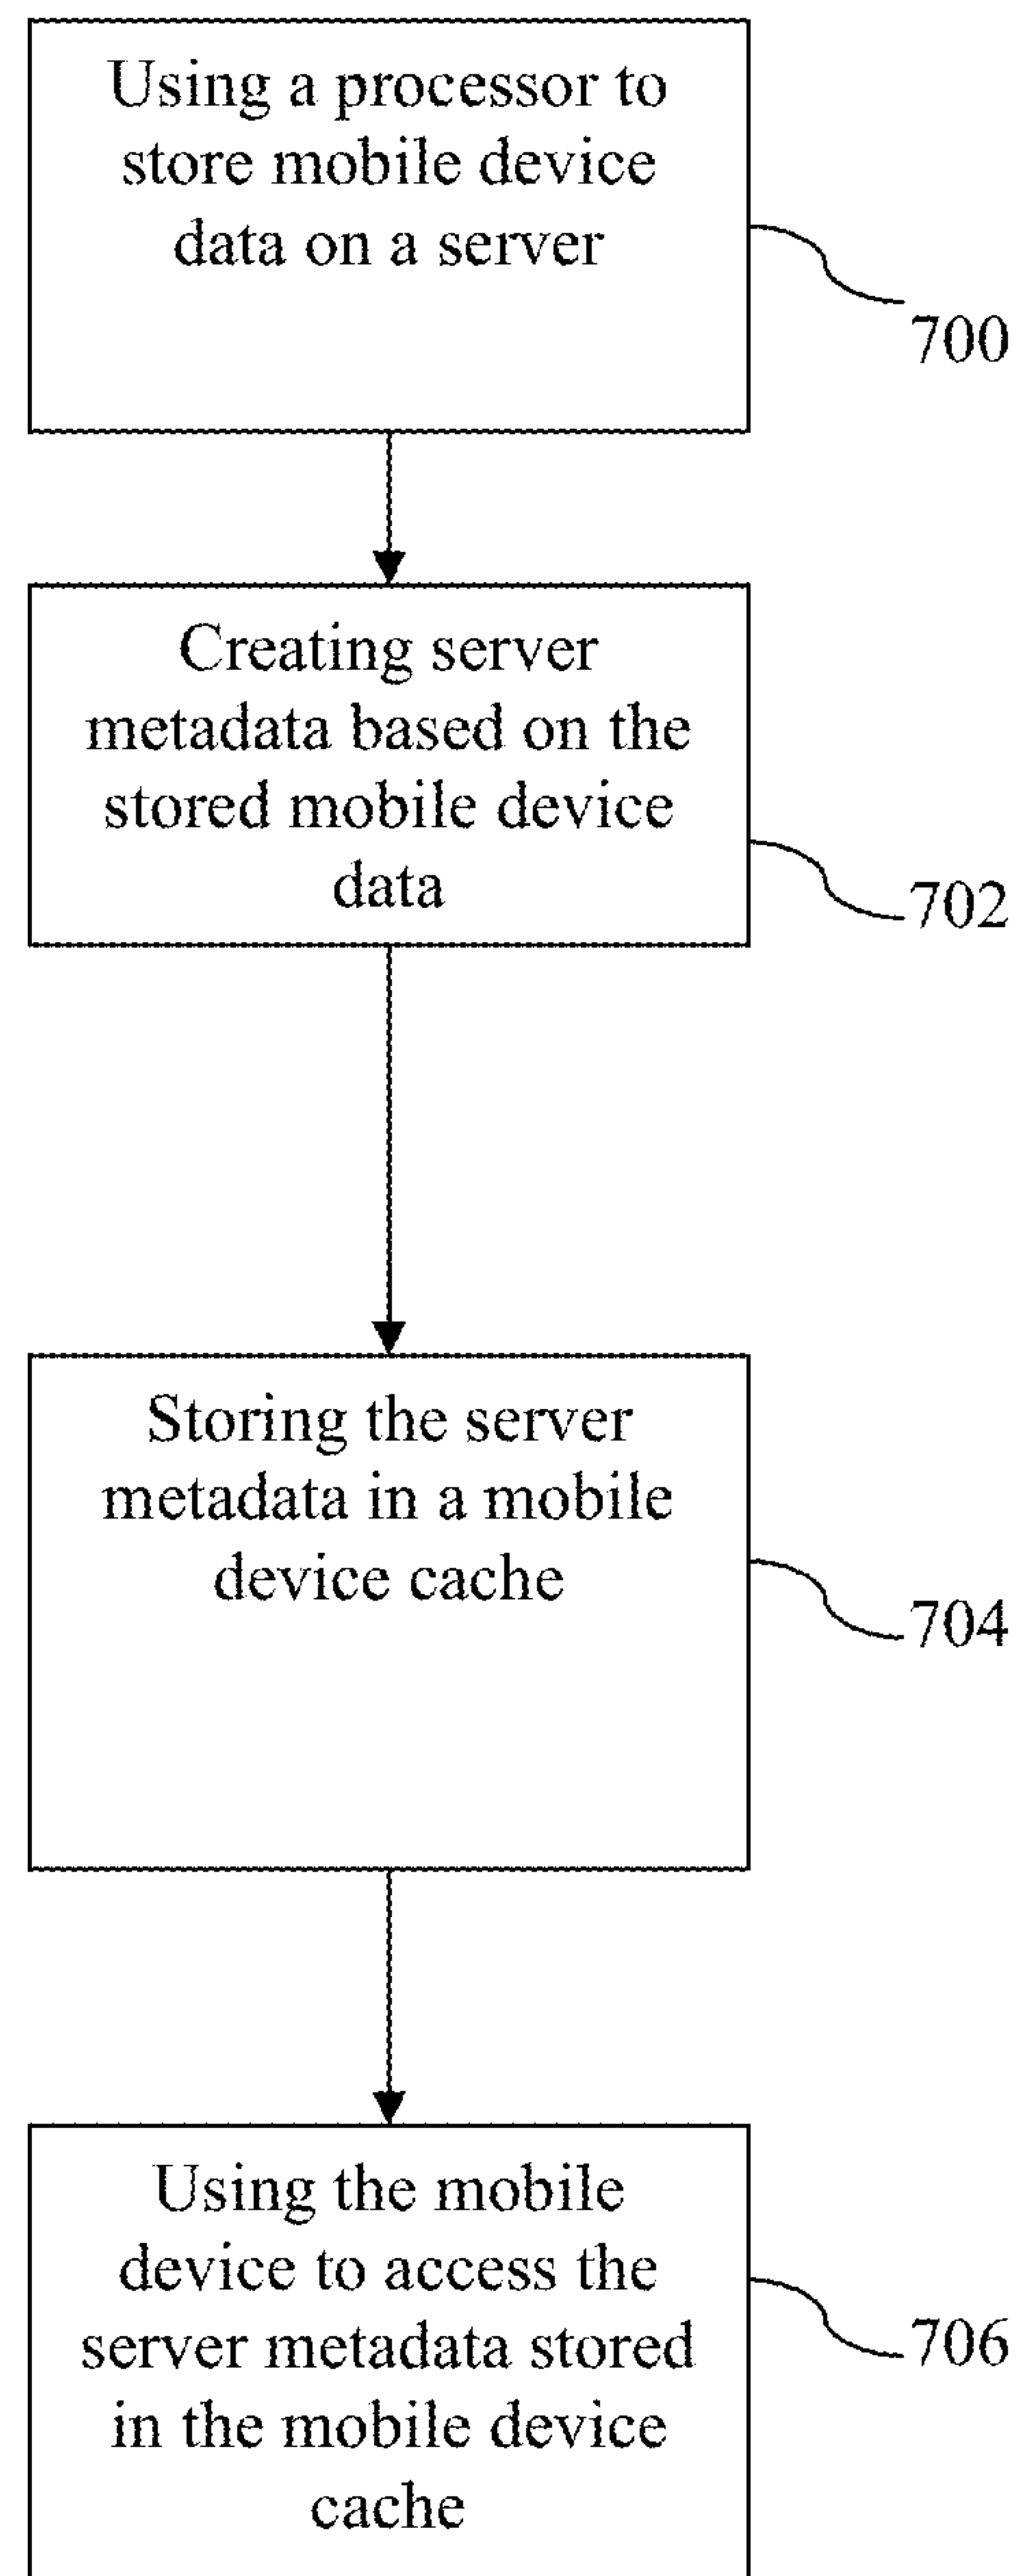 Using a processor to
store mobile device
data on a server
700
Creating server
metadata based on the
stored mobile device
data
702
Storing the server
metadata in a mobile
device cache
704
Using the mobile
device to access the
server metadata stored
in the mobile device
cache
706